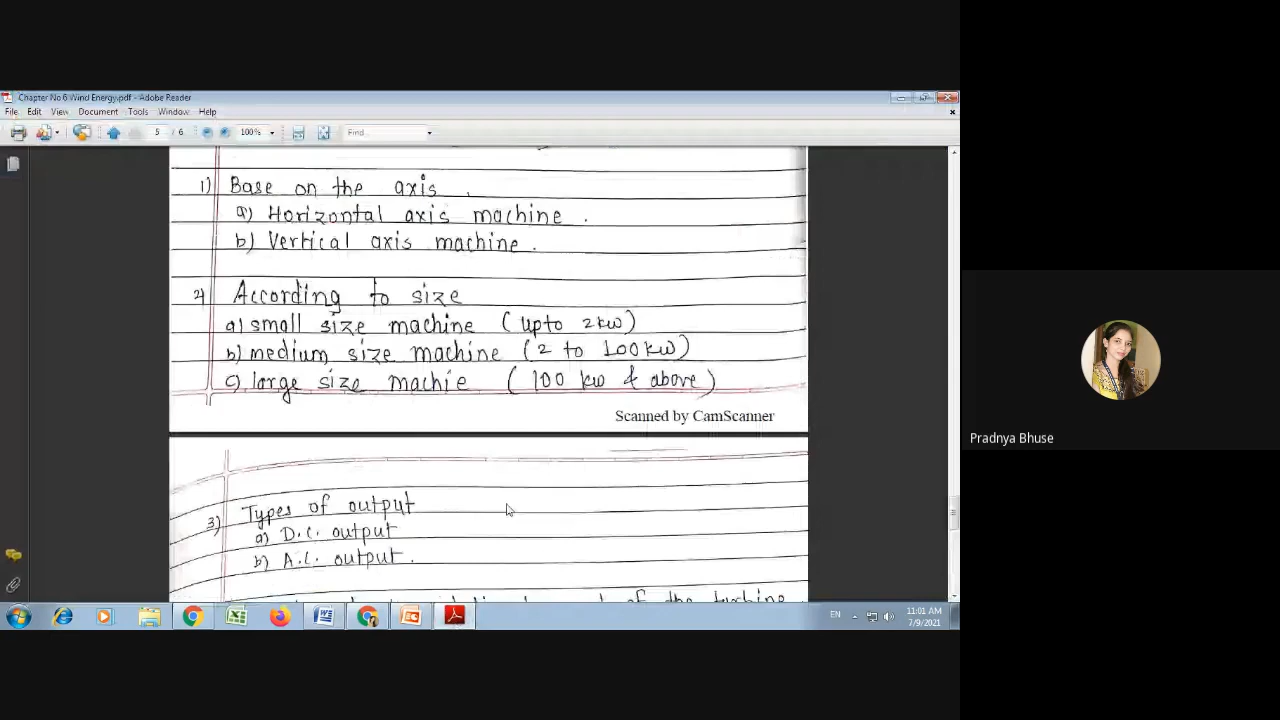 Chapter No 6 Wind Energy.pdf - Adobe Reader
File Edit View Document Tools Window Help
5 / 6 100% Find
1) Base on the axis.
a) Horizontal axis machine.
b) Vertical axis machine.
2) According to size
a) small size machine (upto 2kw)
b) medium size machine (2 to 100kw)
c) large size machie (100 kw & above)
Scanned by CamScanner
3) Types of output
a) D.C. output
b) A.C. output.
of the turbine
EN 11:01 AM
7/9/2021
Pradnya Bhuse